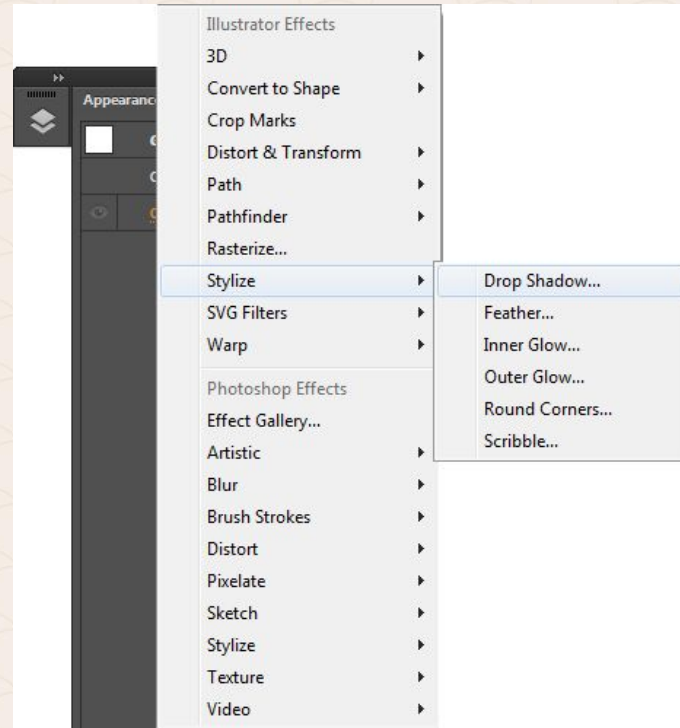 Illustrator Effects
3D
Convert to Shape
Crop Marks
Distort & Transform
Path
Pathfinder
Rasterize...
Stylize
SVG Filters
Warp
Photoshop Effects
Effect Gallery...
Artistic
Blur
Brush Strokes
Distort
Pixelate
Sketch
Stylize
Texture
Video
Drop Shadow...
Feather...
Inner Glow...
Outer Glow...
Round Corners...
Scribble...
Appearanc